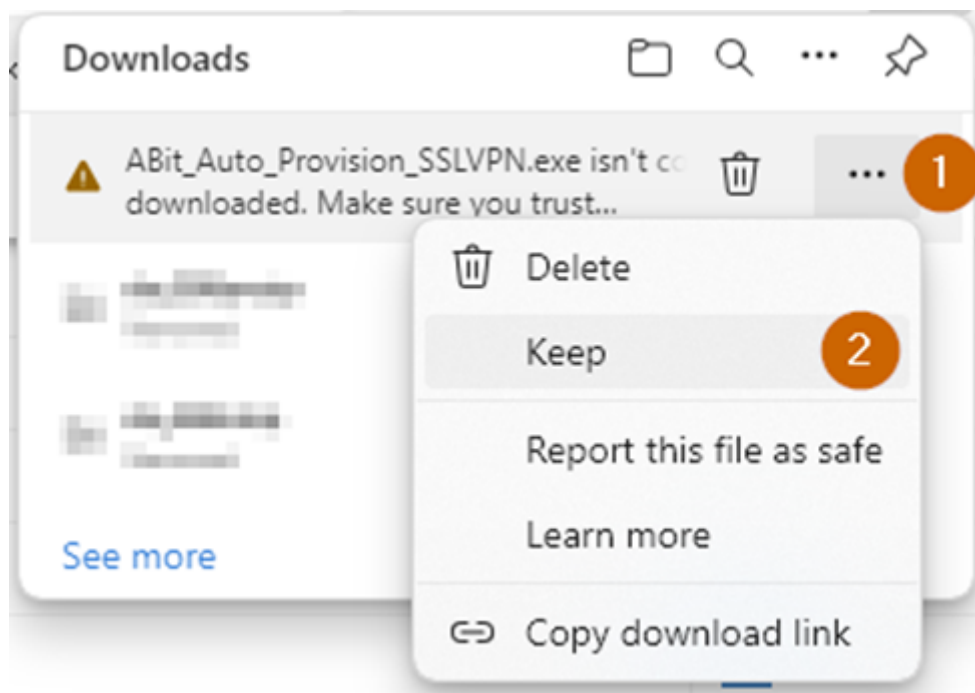 Downloads
ABit_Auto_Provision_SSLVPN.exe isn't co
downloaded. Make sure you trust...
1
Delete
Keep
2
Report this file as safe
Learn more
See more
Copy download link